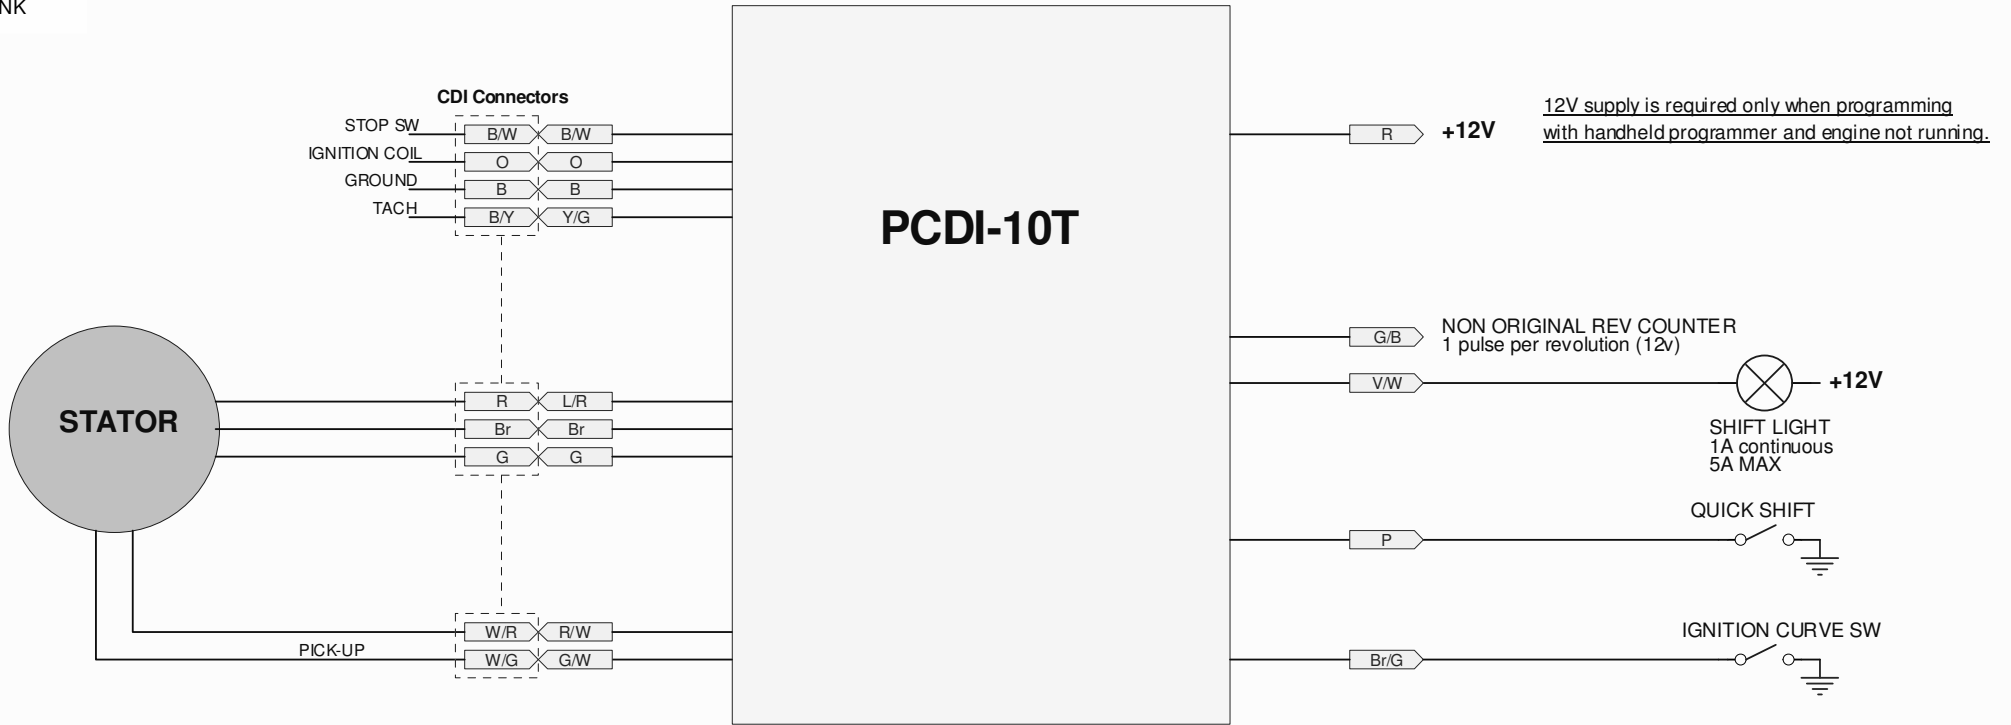 NK
CDI Connectors
STOP SW B/W B/W
IGNITION COIL O O
GROUND B B
TACH B/Y Y/G
STATOR
R L/R
Br Br
G G
W/R R/W
PICK-UP W/G G/W
PCDI-10T
R +12V
12V supply is required only when programming
with handheld programmer and engine not running.
G/B NON ORIGINAL REV COUNTER
1 pulse per revolution (12v)
V/W +12V
SHIFT LIGHT
1A continuous
5A MAX
QUICK SHIFT
P
IGNITION CURVE SW
Br/G